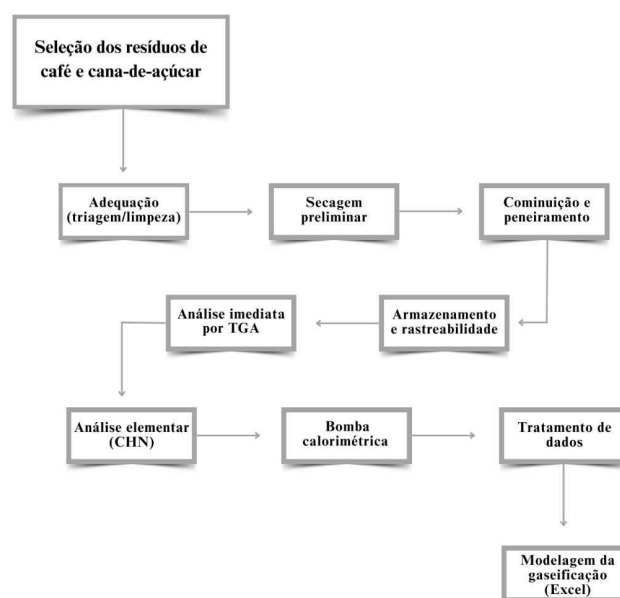 Seleção dos resíduos de
café e cana-de-açúcar
Adequação
(triagem/limpeza)
Secagem
preliminar
Cominuição e
peneiramento
Armazenamento
e rastreabilidade
Análise imediata
por TGA
Análise elementar
(CHN)
Bomba
calorimétrica
Tratamento de
dados
Modelagem da
gaseificação
(Excel)